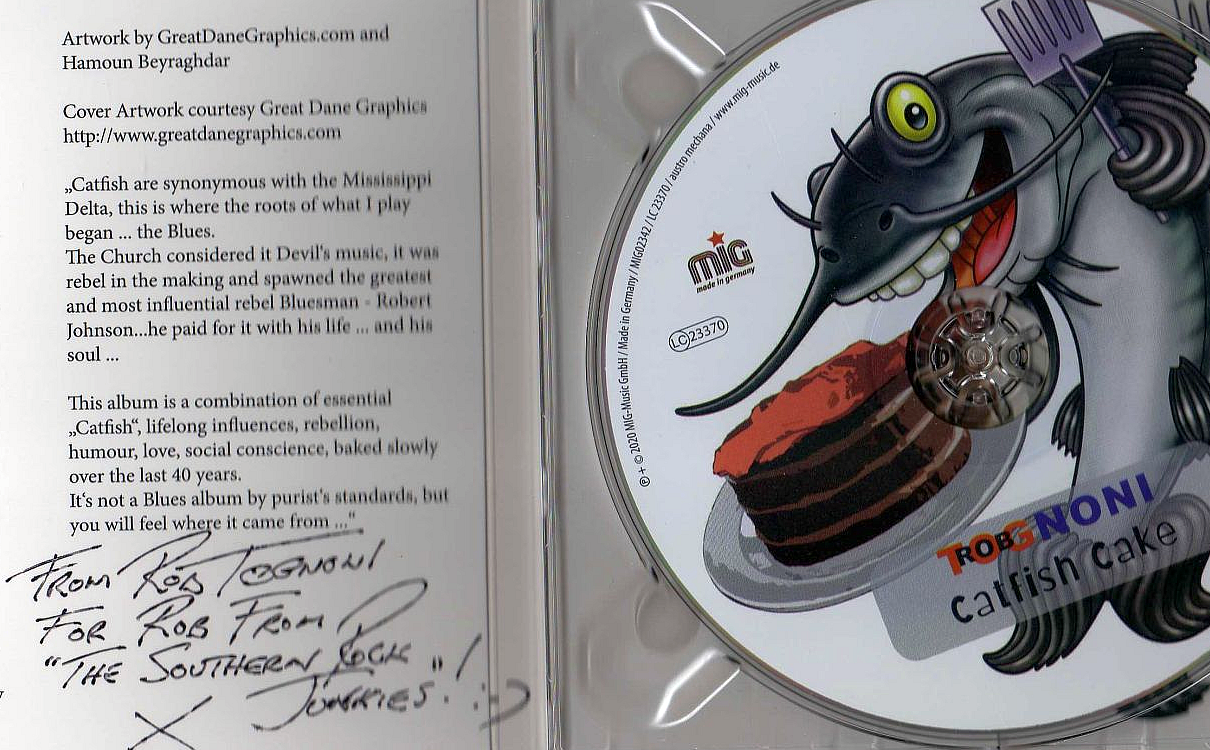 Artwork by GreatDaneGraphics.com and
Hamoun Beyraghdar
Cover Artwork courtesy Great Dane Graphics
http://www.greatdanegraphics.com
„Catfish are synonymous with the Mississippi
Delta, this is where the roots of what I play
began ... the Blues.
The Church considered it Devil's music, it was
rebel in the making and spawned the greatest
and most influential rebel Bluesman - Robert
Johnson...he paid for it with his life ... and his
soul ...
This album is a combination of essential
„Catfish“, lifelong influences, rebellion,
humour, love, social conscience, baked slowly
over the last 40 years.
It's not a Blues album by purist's standards, but
you will feel where it came from ..."
FROM ROB TOGNONI
FOR ROB FROM
"THE SOUTHERN ROCK
JUNKIES."! :-)
X
℗ + © 2020 MIG-Music GmbH / Made in Germany / MIG02342 / LC 23370 / austro mechana / www.mig-music.de
MIG
made in germany
LC 23370
ROB
TOGNONI
catfish cake